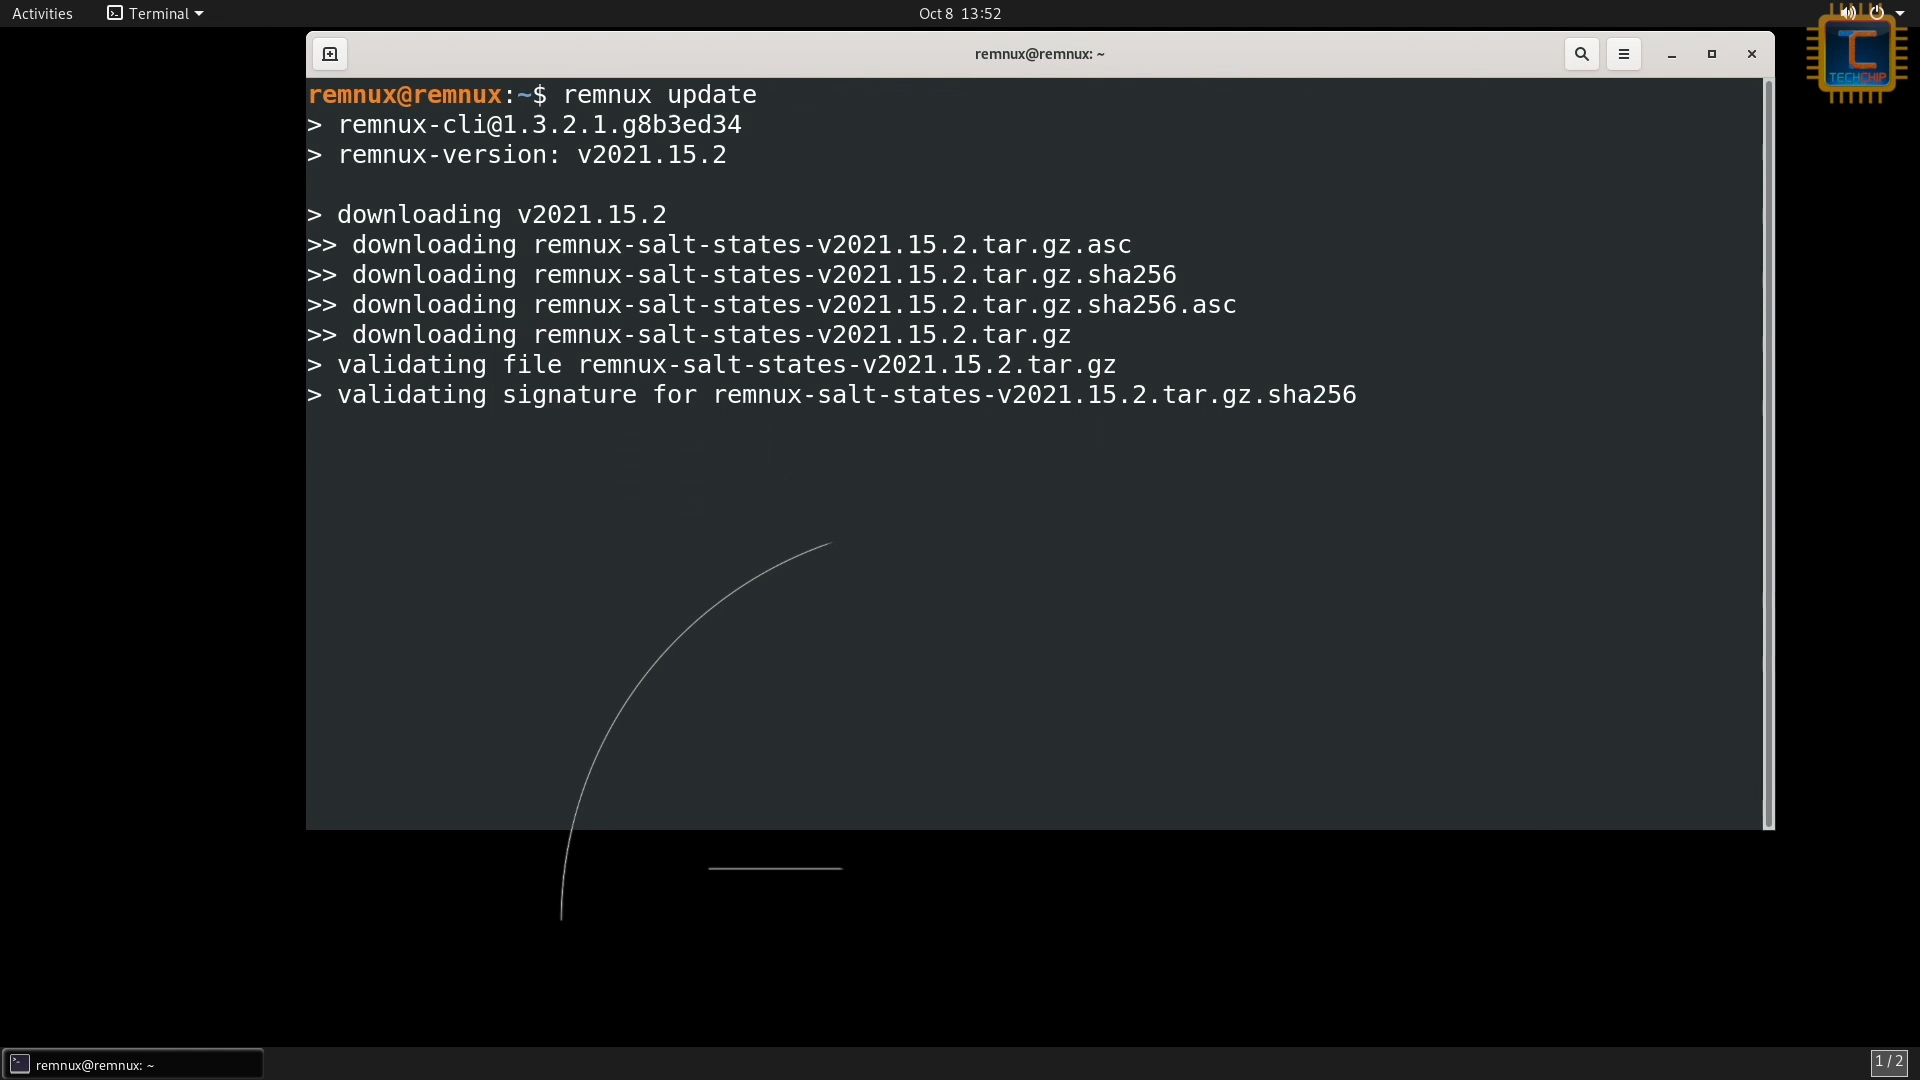 Activities
Terminal
Oct 8 13:52
TECHCHIP
remnux@remnux: ~
remnux@remnux:~$ remnux update
> remnux-cli@1.3.2.1.g8b3ed34
> remnux-version: v2021.15.2
> downloading v2021.15.2
>> downloading remnux-salt-states-v2021.15.2.tar.gz.asc
>> downloading remnux-salt-states-v2021.15.2.tar.gz.sha256
>> downloading remnux-salt-states-v2021.15.2.tar.gz.sha256.asc
>> downloading remnux-salt-states-v2021.15.2.tar.gz
> validating file remnux-salt-states-v2021.15.2.tar.gz
> validating signature for remnux-salt-states-v2021.15.2.tar.gz.sha256
remnux@remnux: ~
1 / 2